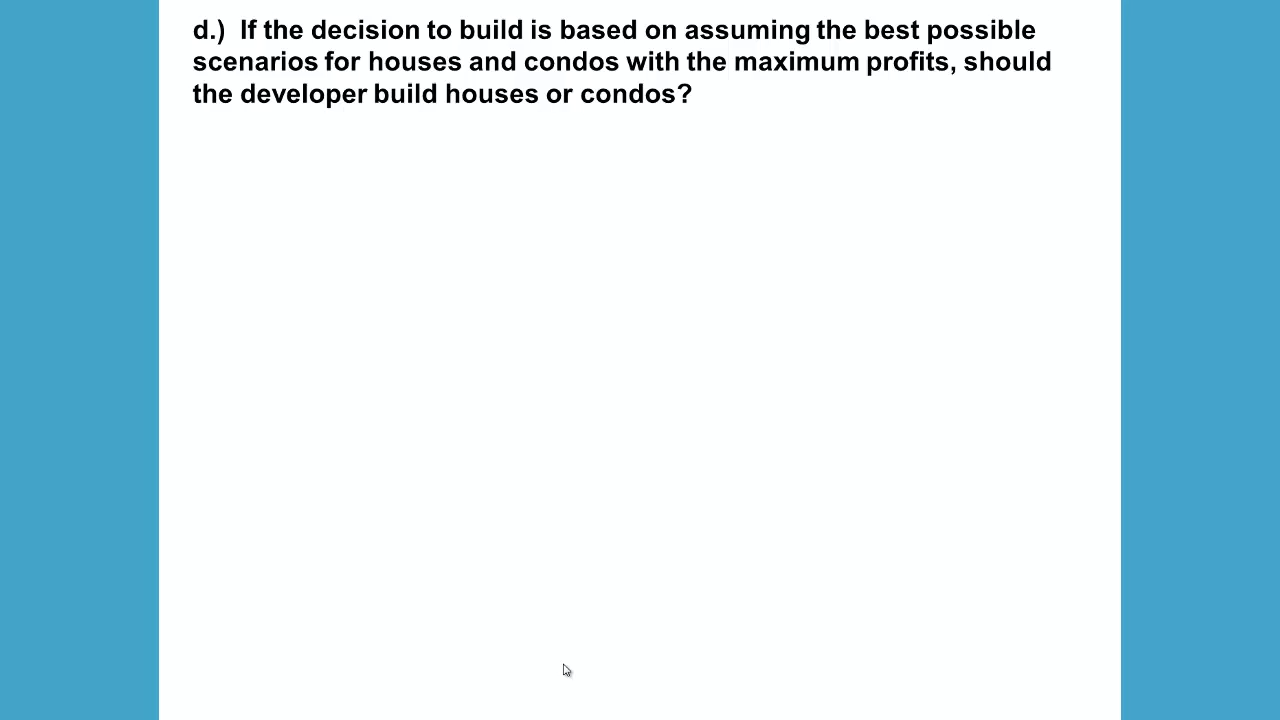 d.)  If the decision to build is based on assuming the best possible
scenarios for houses and condos with the maximum profits, should
the developer build houses or condos?